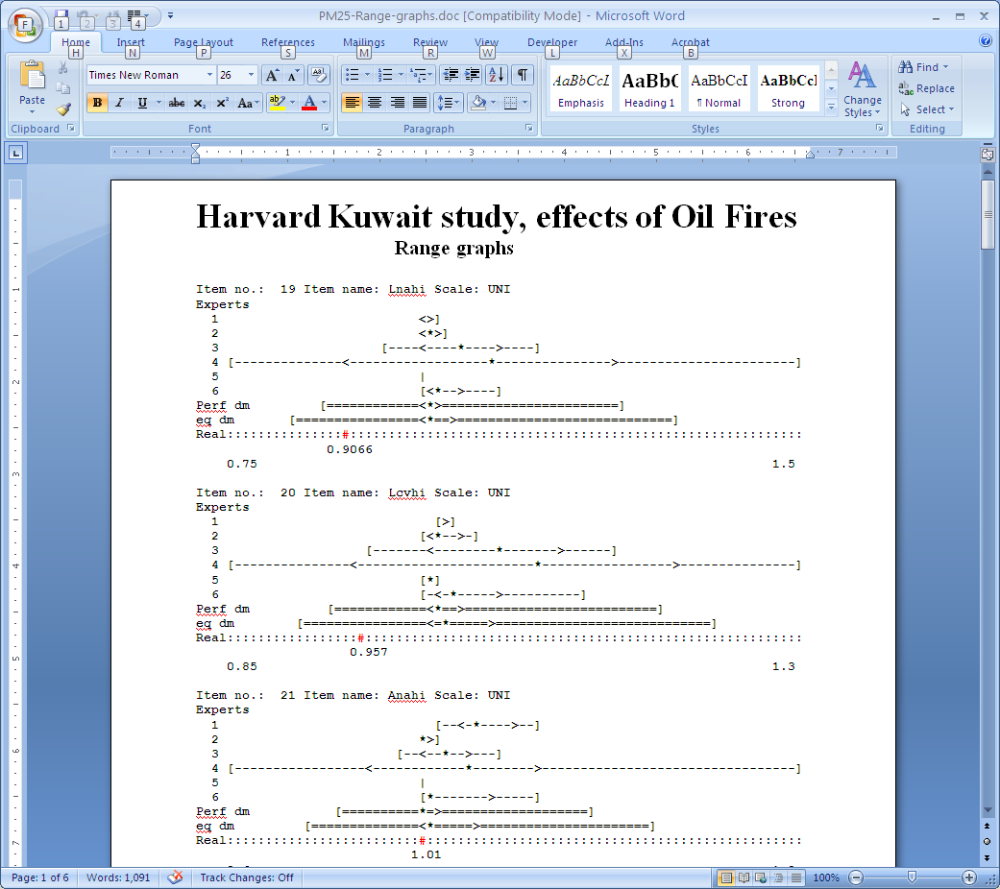 PM25-Range-graphs.doc [Compatibility Mode] - Microsoft Word
F 1 2 3 4
Home Insert Page Layout References Mailings Review View Developer Add-Ins Acrobat
H N P S M R W L X B
Times New Roman 26
Paste
B I U abc x₂ x² Aa
AaBbCcI AaBb( AaBbCcI AaBbCcl
Emphasis Heading 1 ¶ Normal Strong
Change Styles
Find
Replace
Select
Clipboard Font Paragraph Styles Editing
1 2 3 4 5 6 7
Harvard Kuwait study, effects of Oil Fires
Range graphs
Item no.: 19 Item name: Lnahi Scale: UNI
Experts
1 <>]
2 <*>]
3 [----<----*---->----]
4 [--------------<------------------*--------------->-----------------------]
5 |
6 [<*-->----]
Perf dm [============<*>=======================]
eq dm [================<*==>============================]
Real:::::::::::::::#:::::::::::::::::::::::::::::::::::::::::::::::::::::::::::
0.9066
0.75 1.5
Item no.: 20 Item name: Lcvhi Scale: UNI
Experts
1 [>]
2 [<*-->-]
3 [-------<--------*------->------]
4 [---------------<-----------------------*----------------->---------------]
5 [*]
6 [-<-*----->----------]
Perf dm [============<*==>=========================]
eq dm [================<=*=====>============================]
Real:::::::::::::::::#:::::::::::::::::::::::::::::::::::::::::::::::::::::::::
0.957
0.85 1.3
Item no.: 21 Item name: Anahi Scale: UNI
Experts
1 [--<-*---->--]
2 *>]
3 [--<--*-->---]
4 [-----------------<------------*-------->---------------------------------]
5 |
6 [*------->-----]
Perf dm [==========*=>===================]
eq dm [==============<*=====>======================]
Real:::::::::::::::::::::::::#:::::::::::::::::::::::::::::::::::::::::::::::::
1.01
Page: 1 of 6 Words: 1,091 Track Changes: Off 100%